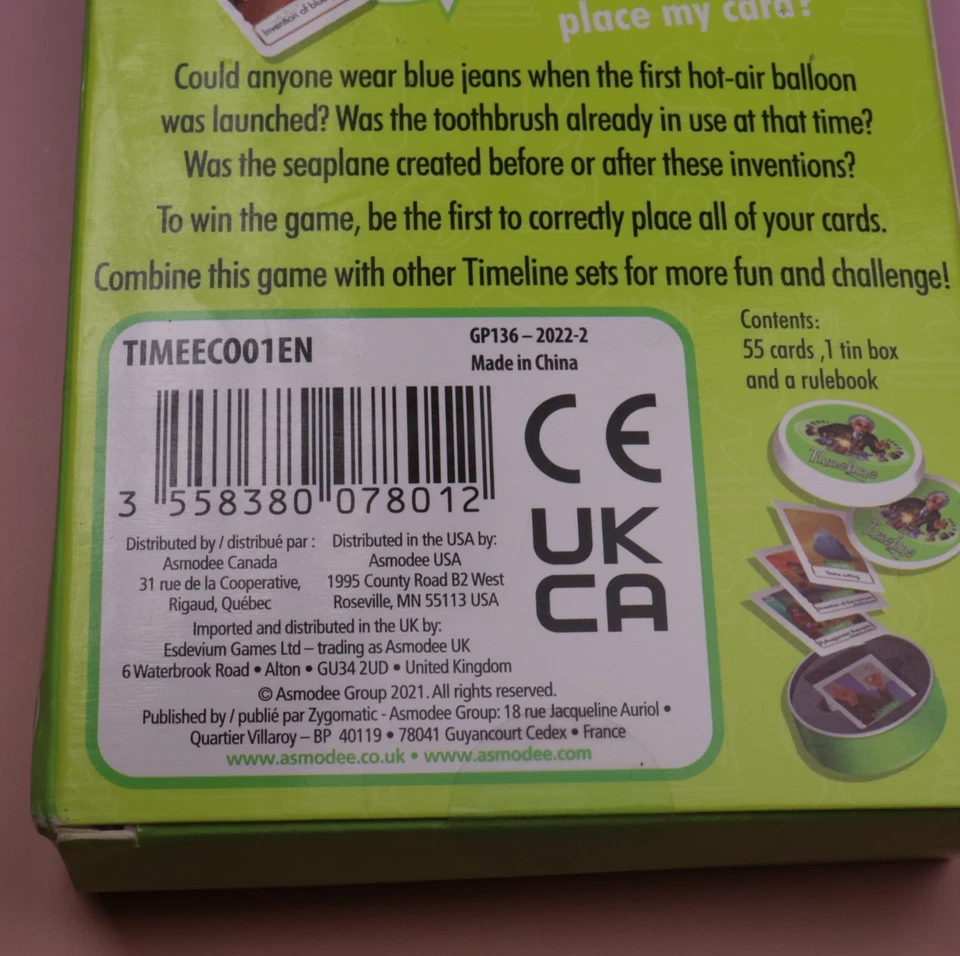 Invention of blue
place my card?
Could anyone wear blue jeans when the first hot-air balloon
was launched? Was the toothbrush already in use at that time?
Was the seaplane created before or after these inventions?
To win the game, be the first to correctly place all of your cards.
Combine this game with other Timeline sets for more fun and challenge!
TIMEECO01EN
GP136 – 2022-2
Made in China
3 558380 078012
CE
UK
CA
Distributed by / distribué par :
Asmodee Canada
31 rue de la Cooperative,
Rigaud, Québec
Distributed in the USA by:
Asmodee USA
1995 County Road B2 West
Roseville, MN 55113 USA
Imported and distributed in the UK by:
Esdevium Games Ltd – trading as Asmodee UK
6 Waterbrook Road • Alton • GU34 2UD • United Kingdom
© Asmodee Group 2021. All rights reserved.
Published by / publié par Zygomatic - Asmodee Group: 18 rue Jacqueline Auriol •
Quartier Villaroy – BP 40119 • 78041 Guyancourt Cedex • France
www.asmodee.co.uk • www.asmodee.com
Contents:
55 cards ,1 tin box
and a rulebook
Timeline
Timeline
Stone cutting